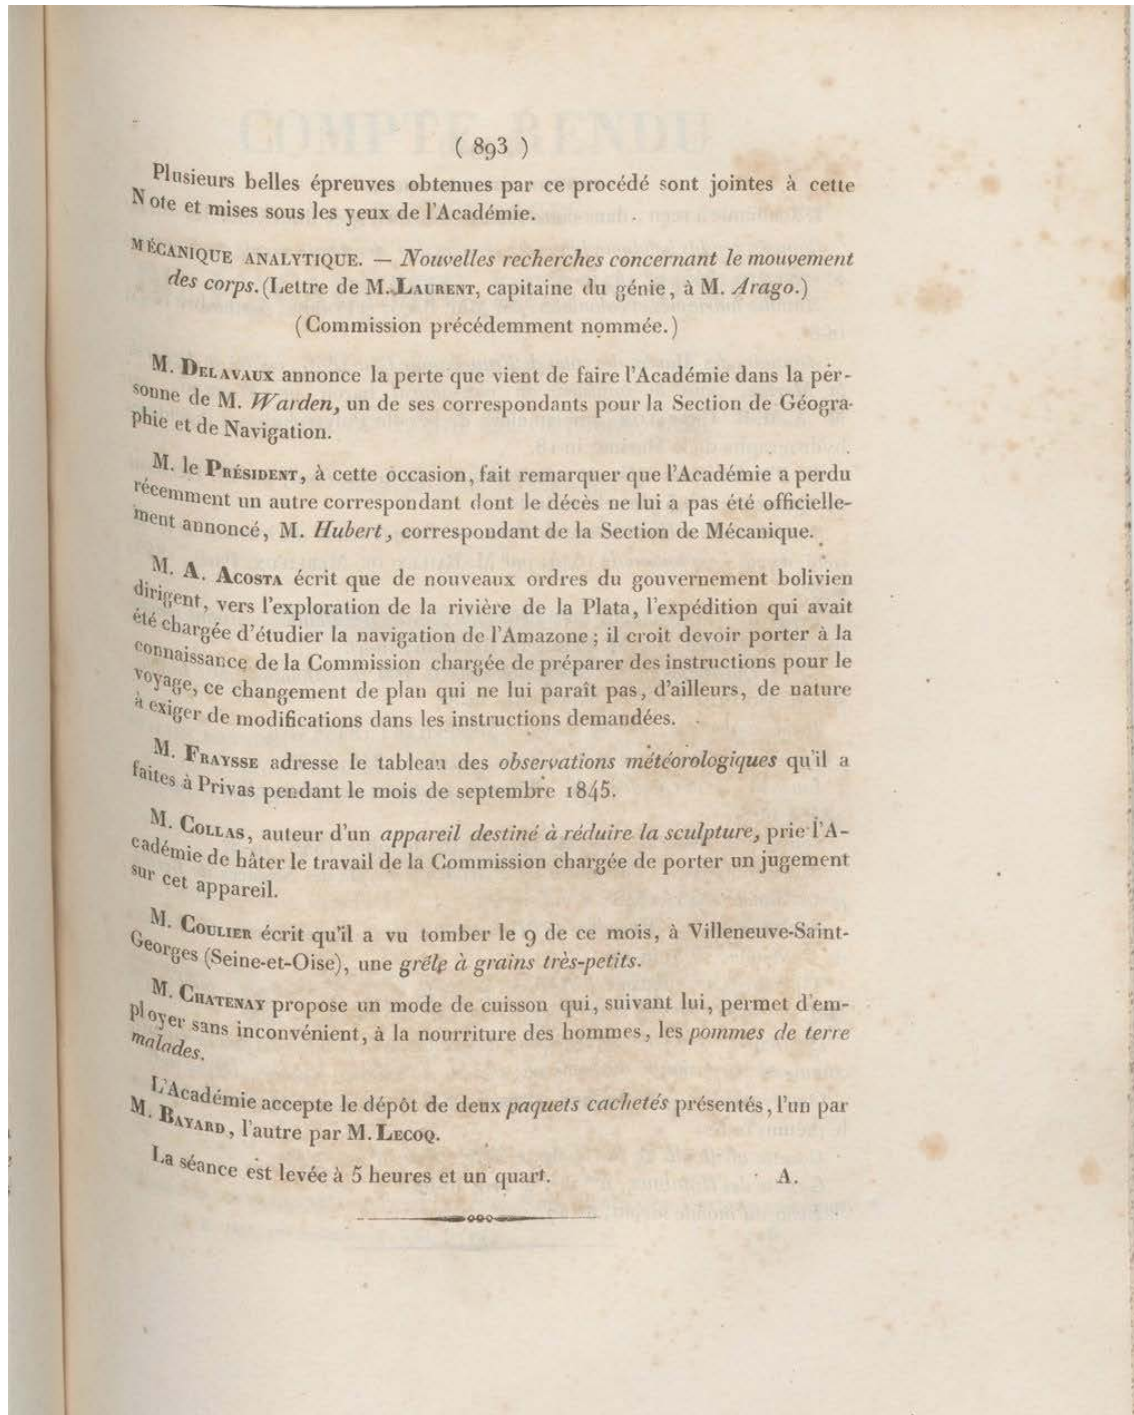 ( 893 )
Plusieurs belles épreuves obtenues par ce procédé sont jointes à cette
Note et mises sous les yeux de l'Académie.
MÉCANIQUE ANALYTIQUE. — Nouvelles recherches concernant le mouvement
des corps. (Lettre de M. LAURENT, capitaine du génie, à M. Arago.)
(Commission précédemment nommée.)
M. DELAVAUX annonce la perte que vient de faire l'Académie dans la per-
sonne de M. Warden, un de ses correspondants pour la Section de Géogra-
phie et de Navigation.
M. le PRÉSIDENT, à cette occasion, fait remarquer que l'Académie a perdu
récemment un autre correspondant dont le décès ne lui a pas été officielle-
ment annoncé, M. Hubert, correspondant de la Section de Mécanique.
M. A. ACOSTA écrit que de nouveaux ordres du gouvernement bolivien
dirigent, vers l'exploration de la rivière de la Plata, l'expédition qui avait
été chargée d'étudier la navigation de l'Amazone ; il croit devoir porter à la
connaissance de la Commission chargée de préparer des instructions pour le
voyage, ce changement de plan qui ne lui paraît pas, d'ailleurs, de nature
à exiger de modifications dans les instructions demandées.
M. FRAYSSE adresse le tableau des observations météorologiques qu'il a
faites à Privas pendant le mois de septembre 1845.
M. COLLAS, auteur d'un appareil destiné à réduire la sculpture, prie l'A-
cadémie de hâter le travail de la Commission chargée de porter un jugement
sur cet appareil.
M. COULIER écrit qu'il a vu tomber le 9 de ce mois, à Villeneuve-Saint-
Georges (Seine-et-Oise), une grêle à grains très-petits.
M. CHATENAY propose un mode de cuisson qui, suivant lui, permet d'em-
ployer sans inconvénient, à la nourriture des hommes, les pommes de terre
malades.
L'Académie accepte le dépôt de deux paquets cachetés présentés, l'un par
M. BAYARD, l'autre par M. LECOQ.
La séance est levée à 5 heures et un quart. A.